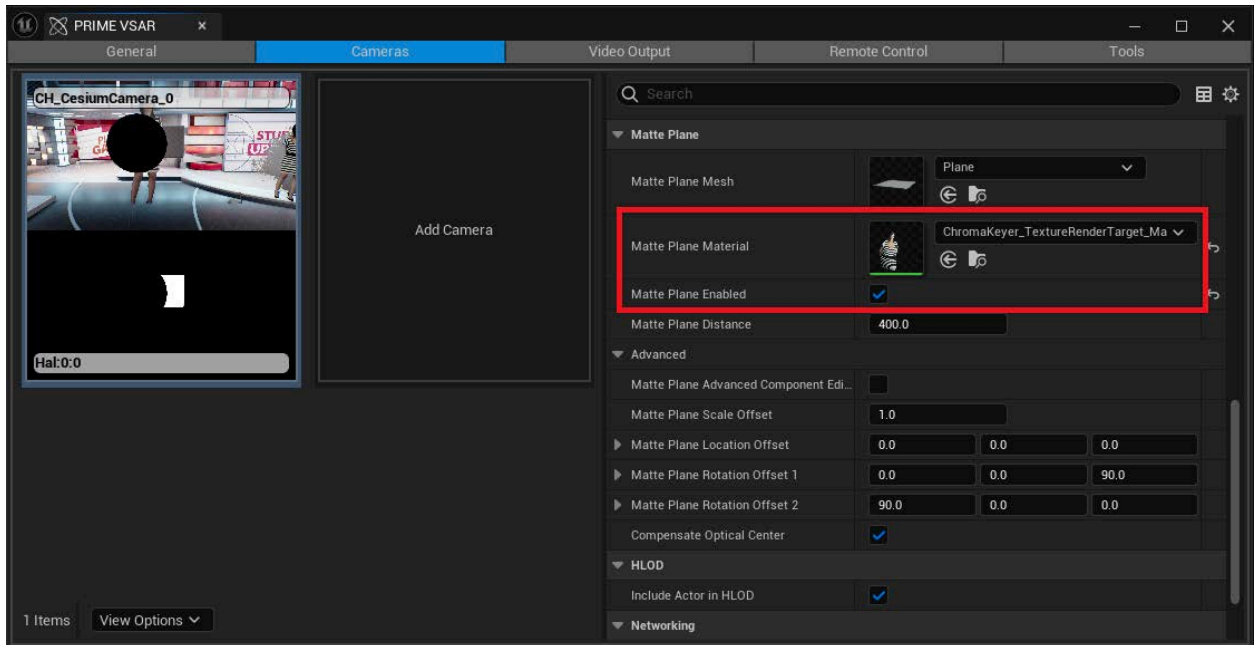 PRIME VSAR
General
Cameras
Video Output
Remote Control
Tools
CH_CesiumCamera_0
Hal:0:0
Add Camera
1 Items
View Options
Search
Matte Plane
Matte Plane Mesh
Plane
Matte Plane Material
ChromaKeyer_TextureRenderTarget_Ma
Matte Plane Enabled
Matte Plane Distance
400.0
Advanced
Matte Plane Advanced Component Edi...
Matte Plane Scale Offset
1.0
Matte Plane Location Offset
0.0 0.0 0.0
Matte Plane Rotation Offset 1
0.0 0.0 90.0
Matte Plane Rotation Offset 2
90.0 0.0 0.0
Compensate Optical Center
HLOD
Include Actor in HLOD
Networking